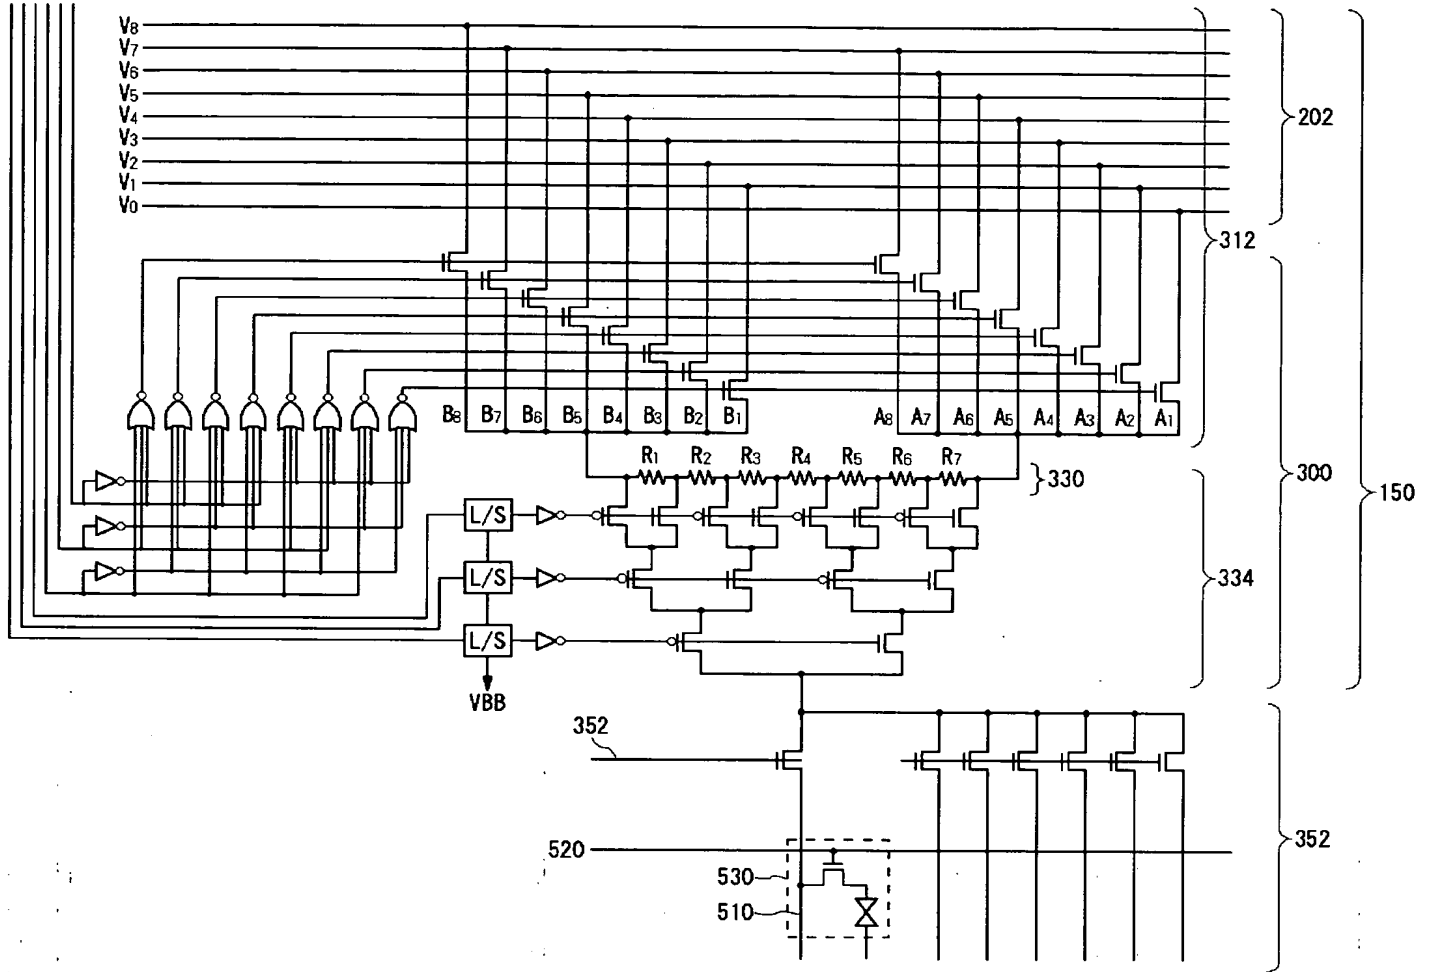 V8
V7
V6
V5
V4
V3
V2
V1
V0
202
312
B8 B7 B6 B5 B4 B3 B2 B1 A8 A7 A6 A5 A4 A3 A2 A1
R1 R2 R3 R4 R5 R6 R7
330
300
150
L/S
L/S
334
L/S
VBB
352
520
352
530
510